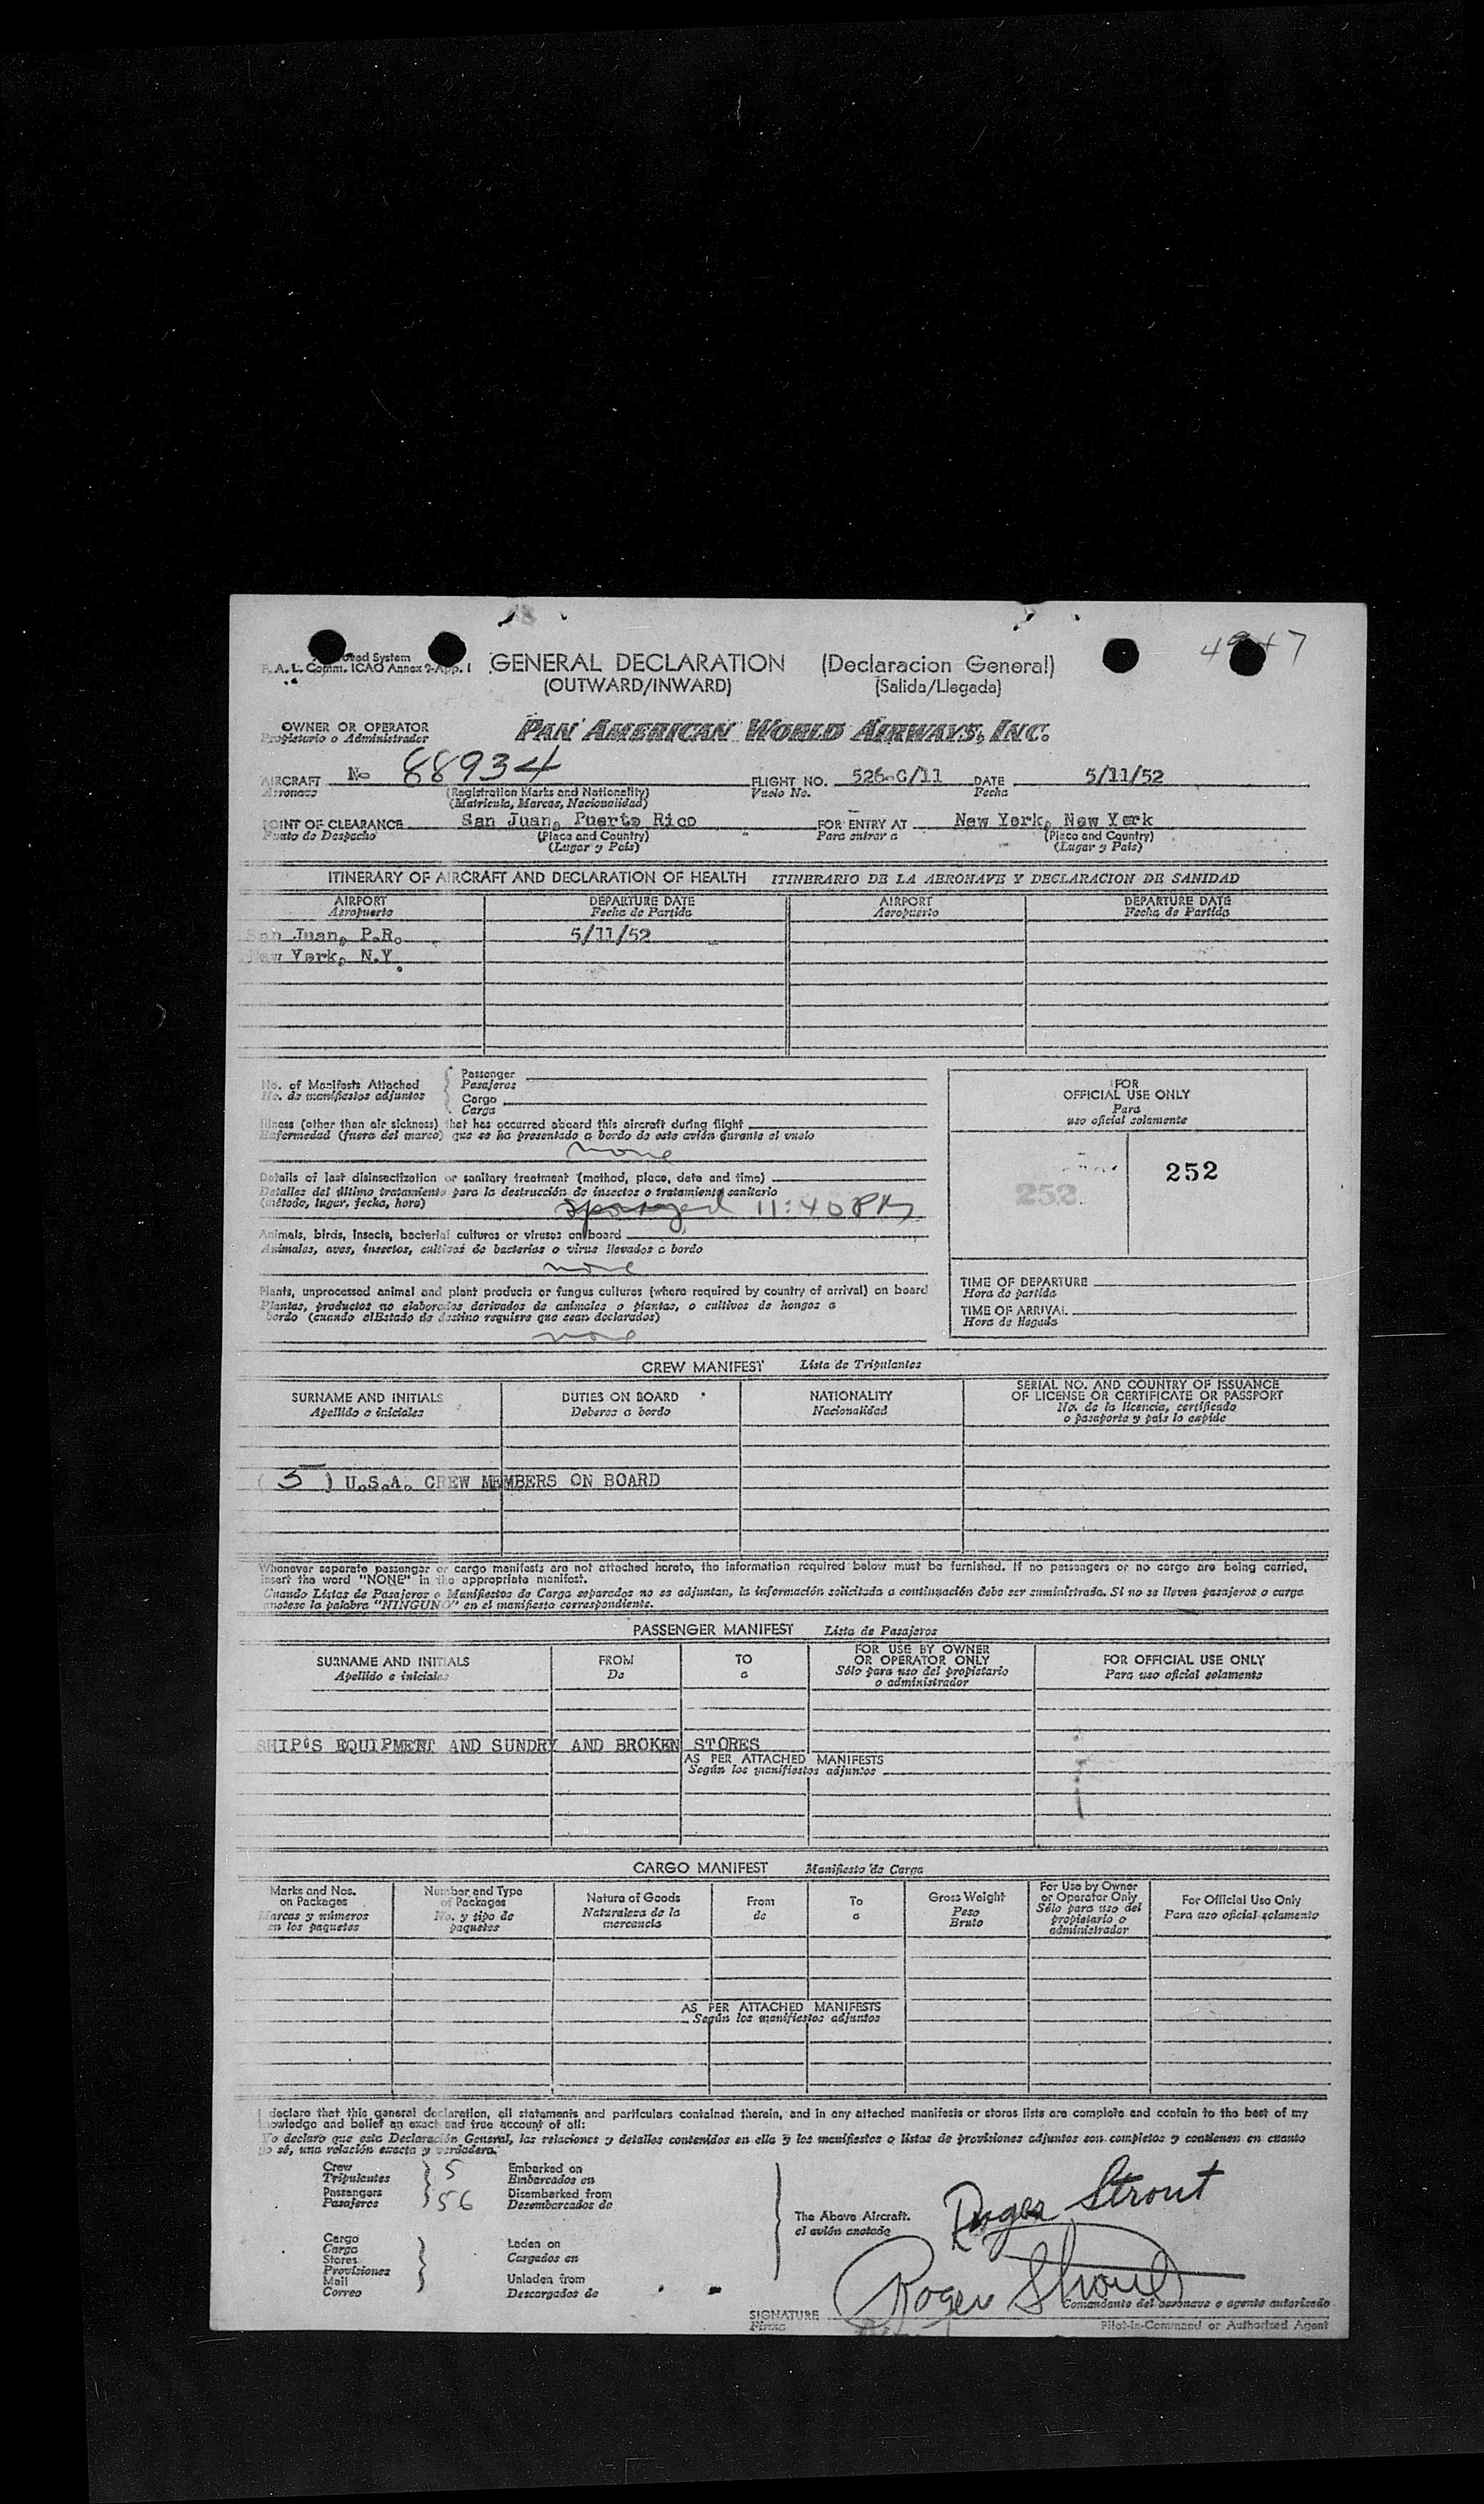 4947
Approved System
F. A. L. Comm. ICAO Annex 9-App. 1
GENERAL DECLARATION (Declaracion General)
(OUTWARD/INWARD) (Salida/Llegada)
OWNER OR OPERATOR PAN AMERICAN WORLD AIRWAYS, INC.
Propietario o Administrador
AIRCRAFT N- 88934 FLIGHT NO. 526-C/11 DATE 5/11/52
Aeronave (Registration Marks and Nationality) Vuelo No. Fecha
(Matricula, Marcas, Nacionalidad)
POINT OF CLEARANCE San Juan, Puerto Rico FOR ENTRY AT New York, New York
Punto de Despacho (Place and Country) Para entrar a (Place and Country)
(Lugar y País) (Lugar y País)
ITINERARY OF AIRCRAFT AND DECLARATION OF HEALTH ITINERARIO DE LA AERONAVE Y DECLARACION DE SANIDAD
AIRPORT DEPARTURE DATE AIRPORT DEPARTURE DATE
Aeropuerto Fecha de Partida Aeropuerto Fecha de Partida
San Juan, P.R. 5/11/52
New York, N.Y.
No. of Manifests Attached Passenger
No. de manifiestos adjuntos Pasajeros
Cargo
Carga
Illness (other than air sickness) that has occurred aboard this aircraft during flight
Enfermedad (fuera del mareo) que se ha presentado a bordo de este avión durante el vuelo
none
Details of last disinsectization or sanitary treatment (method, place, date and time)
Detalles del último tratamiento para la destrucción de insectos o tratamiento sanitario
(método, lugar, fecha, hora) sprayed 11:40 PM
Animals, birds, insects, bacterial cultures or viruses on board
Animales, aves, insectos, cultivos de bacterias o virus llevados a bordo
none
Plants, unprocessed animal and plant products or fungus cultures (where required by country of arrival) on board
Plantas, productos no elaborados derivados de animales o plantas, o cultivos de hongos a
bordo (cuando elEstado de destino requiere que sean declarados)
none
FOR
OFFICIAL USE ONLY
Para
uso oficial solamente
252 252
TIME OF DEPARTURE
Hora de partida
TIME OF ARRIVAL
Hora de llegada
CREW MANIFEST Lista de Tripulantes
SURNAME AND INITIALS DUTIES ON BOARD NATIONALITY SERIAL NO. AND COUNTRY OF ISSUANCE
OF LICENSE OR CERTIFICATE OR PASSPORT
Apellido e iniciales Deberes a bordo Nacionalidad No. de la licencia, certificado
o pasaporte y país lo expide
( 5 ) U.S.A. CREW MEMBERS ON BOARD
Whenever separate passenger or cargo manifests are not attached hereto, the information required below must be furnished. If no passengers or no cargo are being carried,
insert the word "NONE" in the appropriate manifest.
Cuando Listas de Pasajeros o Manifiestos de Carga separados no se adjuntan, la información solicitada a continuación debe ser suministrada. Si no se lleven pasajeros o carga
anótese la palabra "NINGUNO" en el manifiesto correspondiente.
PASSENGER MANIFEST Lista de Pasajeros
SURNAME AND INITIALS FROM TO FOR USE BY OWNER FOR OFFICIAL USE ONLY
OR OPERATOR ONLY
Apellido e iniciales De a Sólo para uso del propietario Para uso oficial solamente
o administrador
SHIP'S EQUIPMENT AND SUNDRY AND BROKEN STORES
AS PER ATTACHED MANIFESTS
Según los manifiestos adjuntos
CARGO MANIFEST Manifiesto de Carga
Marks and Nos. Number and Type Nature of Goods From To Gross Weight For Use by Owner For Official Use Only
on Packages of Packages or Operator Only
Marcas y números No. y tipo de Naturaleza de la de a Peso Sólo para uso del Para uso oficial solamente
en los paquetes paquetes mercancía Bruto propietario o
administrador
AS PER ATTACHED MANIFESTS
Según los manifiestos adjuntos
I declare that this general declaration, all statements and particulars contained therein, and in any attached manifests or stores lists are complete and contain to the best of my
knowledge and belief an exact and true account of all:
Yo declaro que esta Declaración General, las relaciones y detalles contenidos en ella y los manifiestos o listas de provisiones adjuntos son completos y contienen en cuanto
yo sé, una relación exacta y verdadera.
Crew 5 Embarked on
Tripulantes Embarcados en
Passengers 56 Disembarked from
Pasajeros Desembarcados de
The Above Aircraft. Roger Strout
el avión anotado
Cargo Laden on
Carga Cargados en
Stores
Provisiones
Mail Unladen from
Correo Descargados de
SIGNATURE Roger Strout Comandante del aeronave o agente autorizado
Firma Pilot-in-Command or Authorized Agent